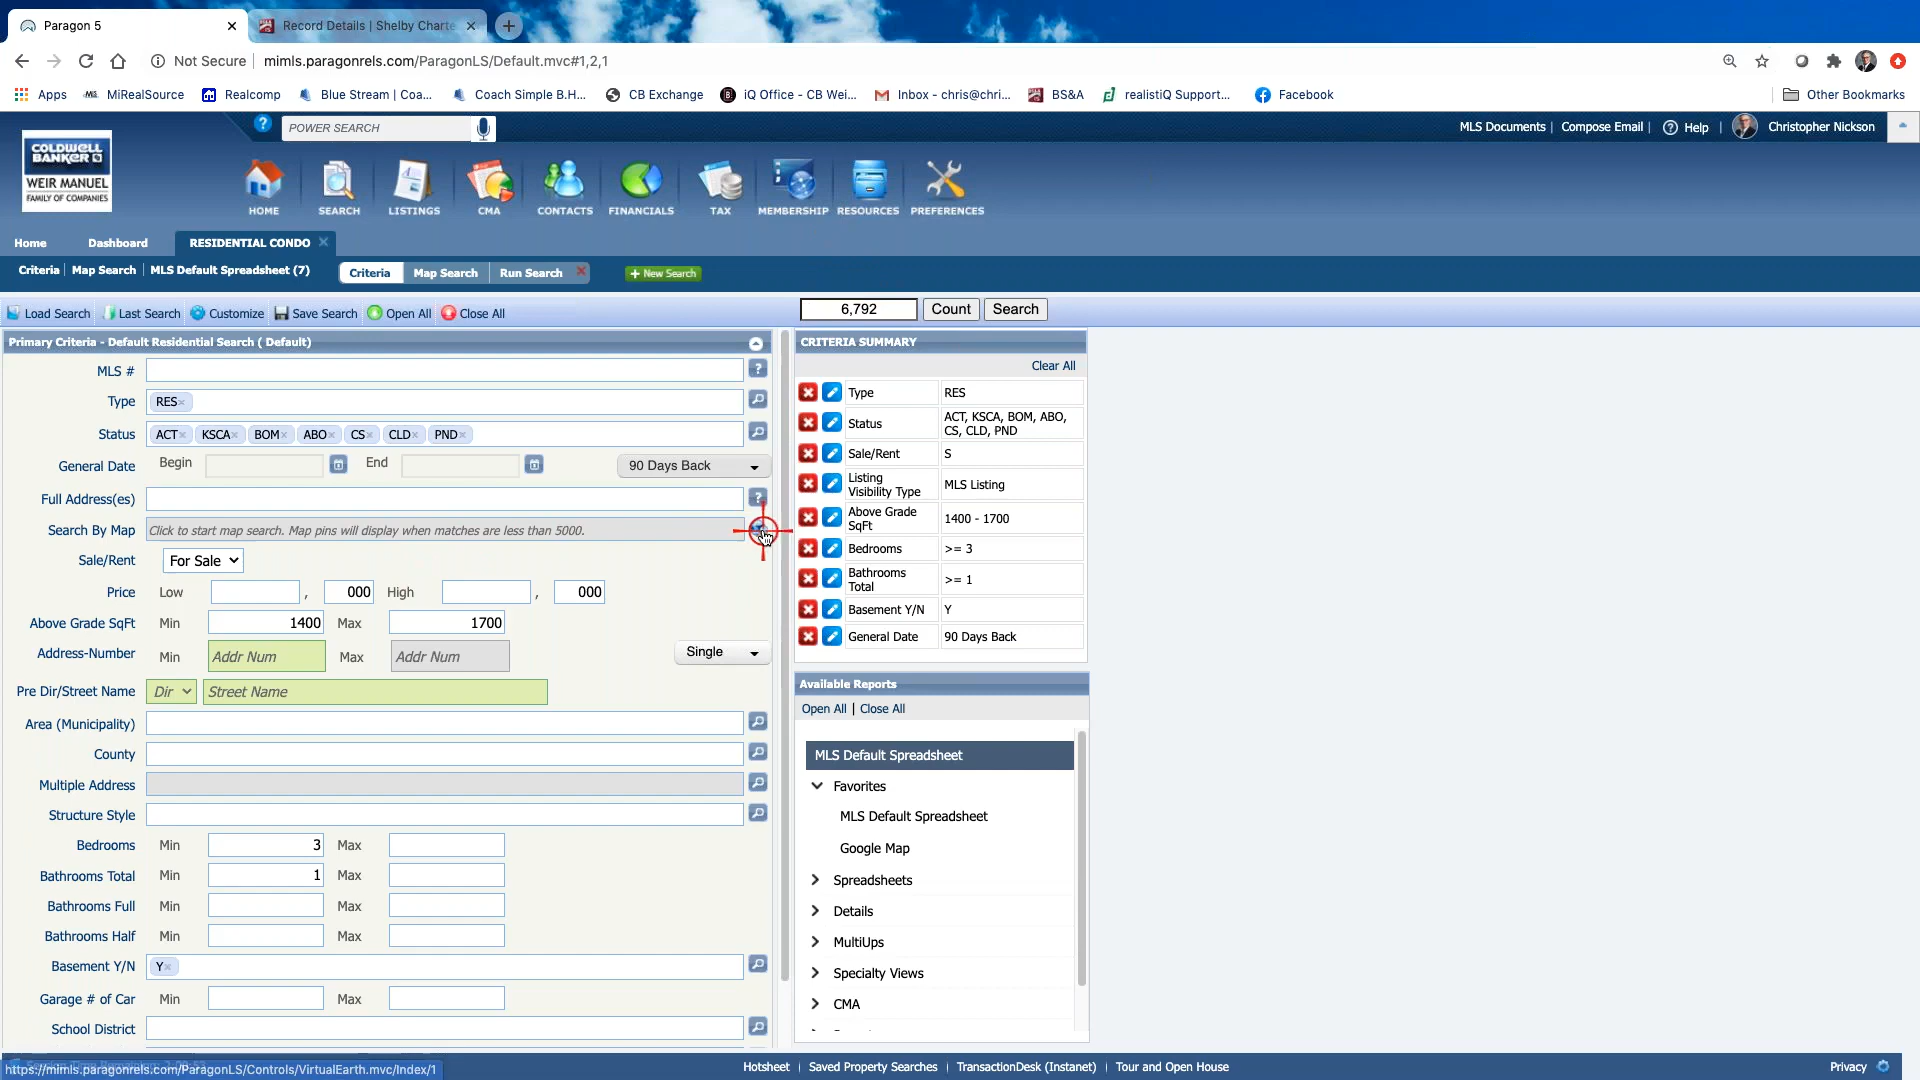 Paragon 5
Record Details | Shelby Charte
Not Secure
mimls.paragonrels.com/ParagonLS/Default.mvc#1,2,1
Apps
MiRealSource
Realcomp
Blue Stream | Coa...
Coach Simple B.H...
CB Exchange
iQ Office - CB Wei...
Inbox - chris@chri...
BS&A
realistiQ Support...
Facebook
Other Bookmarks
COLDWELL
BANKER
WEIR MANUEL
FAMILY OF COMPANIES
POWER SEARCH
MLS Documents | Compose Email | Help | Christopher Nickson
HOME
SEARCH
LISTINGS
CMA
CONTACTS
FINANCIALS
TAX
MEMBERSHIP
RESOURCES
PREFERENCES
Home
Dashboard
RESIDENTIAL CONDO
Criteria | Map Search | MLS Default Spreadsheet (7)
Criteria
Map Search
Run Search
+ New Search
Load Search
Last Search
Customize
Save Search
Open All
Close All
6,792
Count
Search
Primary Criteria - Default Residential Search ( Default)
MLS #
Type RES
Status ACT KSCA BOM ABO CS CLD PND
General Date Begin End 90 Days Back
Full Address(es)
Search By Map Click to start map search. Map pins will display when matches are less than 5000.
Sale/Rent For Sale
Price Low , 000 High , 000
Above Grade SqFt Min 1400 Max 1700
Address-Number Min Addr Num Max Addr Num Single
Pre Dir/Street Name Dir Street Name
Area (Municipality)
County
Multiple Address
Structure Style
Bedrooms Min 3 Max
Bathrooms Total Min 1 Max
Bathrooms Full Min Max
Bathrooms Half Min Max
Basement Y/N Y
Garage # of Car Min Max
School District
CRITERIA SUMMARY
Clear All
Type RES
Status ACT, KSCA, BOM, ABO,
CS, CLD, PND
Sale/Rent S
Listing
Visibility Type MLS Listing
Above Grade
SqFt 1400 - 1700
Bedrooms >= 3
Bathrooms
Total >= 1
Basement Y/N Y
General Date 90 Days Back
Available Reports
Open All | Close All
MLS Default Spreadsheet
Favorites
MLS Default Spreadsheet
Google Map
Spreadsheets
Details
MultiUps
Specialty Views
CMA
https://mimls.paragonrels.com/ParagonLS/Controls/VirtualEarth.mvc/Index/1
Hotsheet | Saved Property Searches | TransactionDesk (Instanet) | Tour and Open House
Privacy